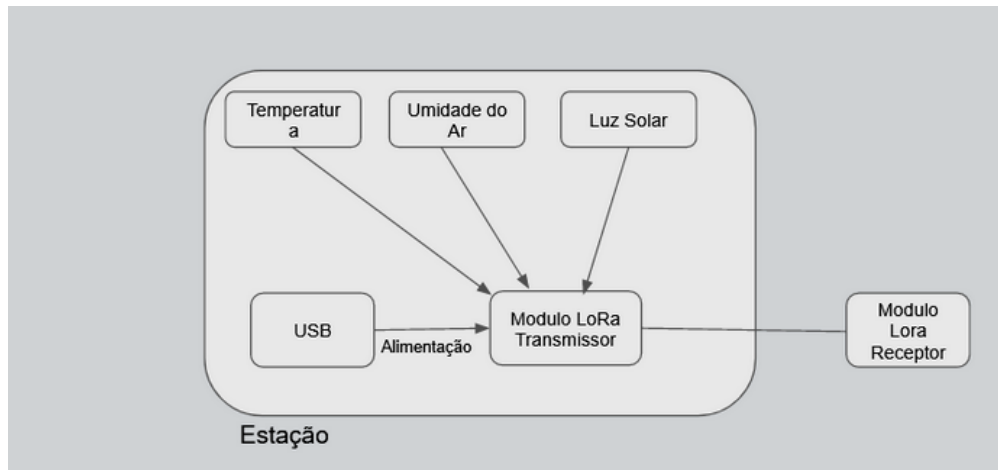 Temperatur
a
Umidade do
Ar
Luz Solar
USB
Alimentação
Modulo LoRa
Transmissor
Modulo
Lora
Receptor
Estação